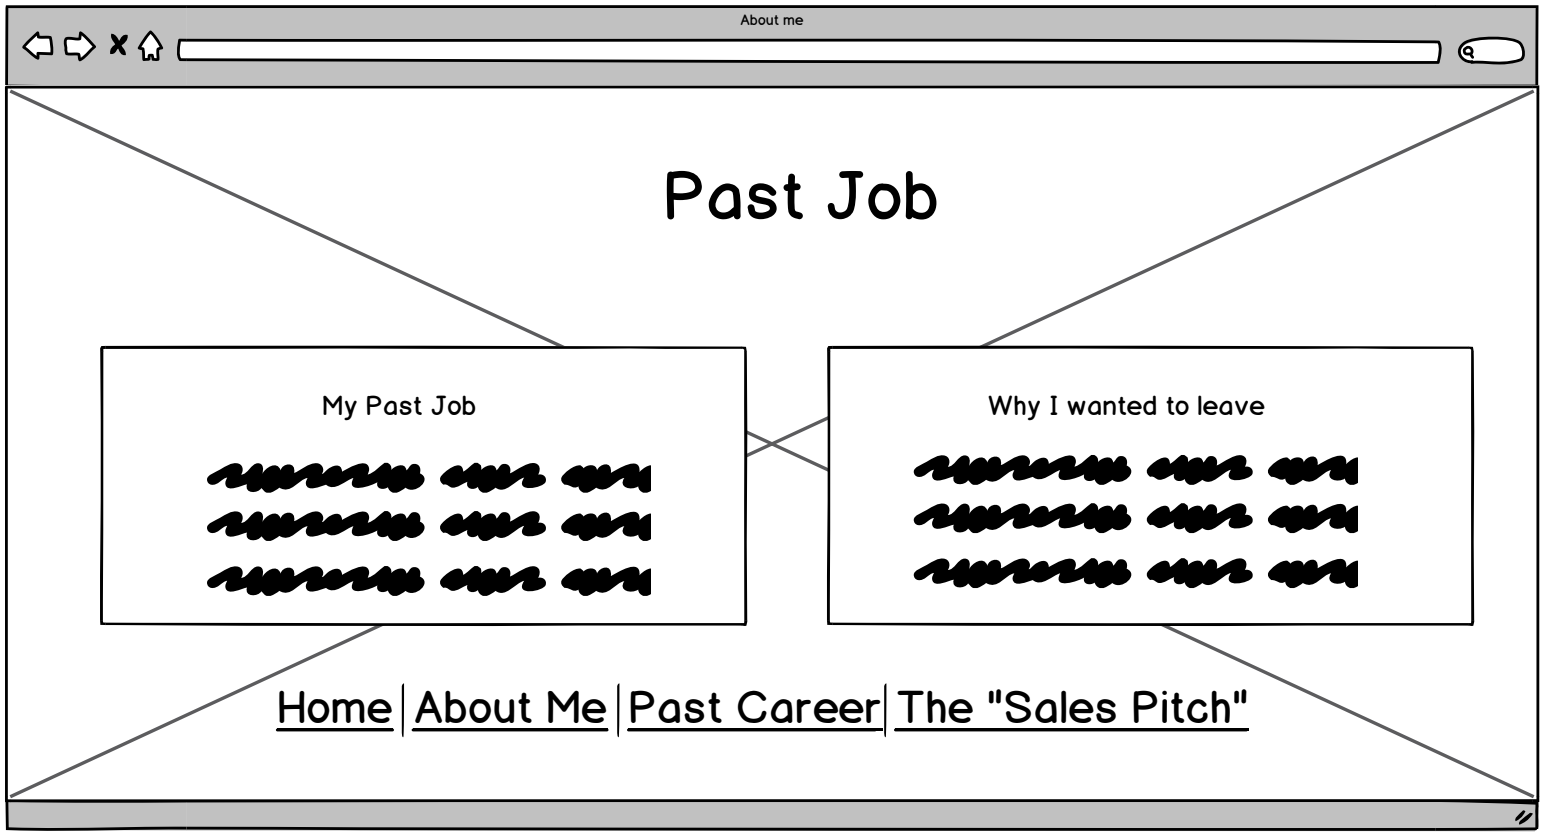 About me
Past Job
My Past Job
Why I wanted to leave
Home | About Me | Past Career | The "Sales Pitch"